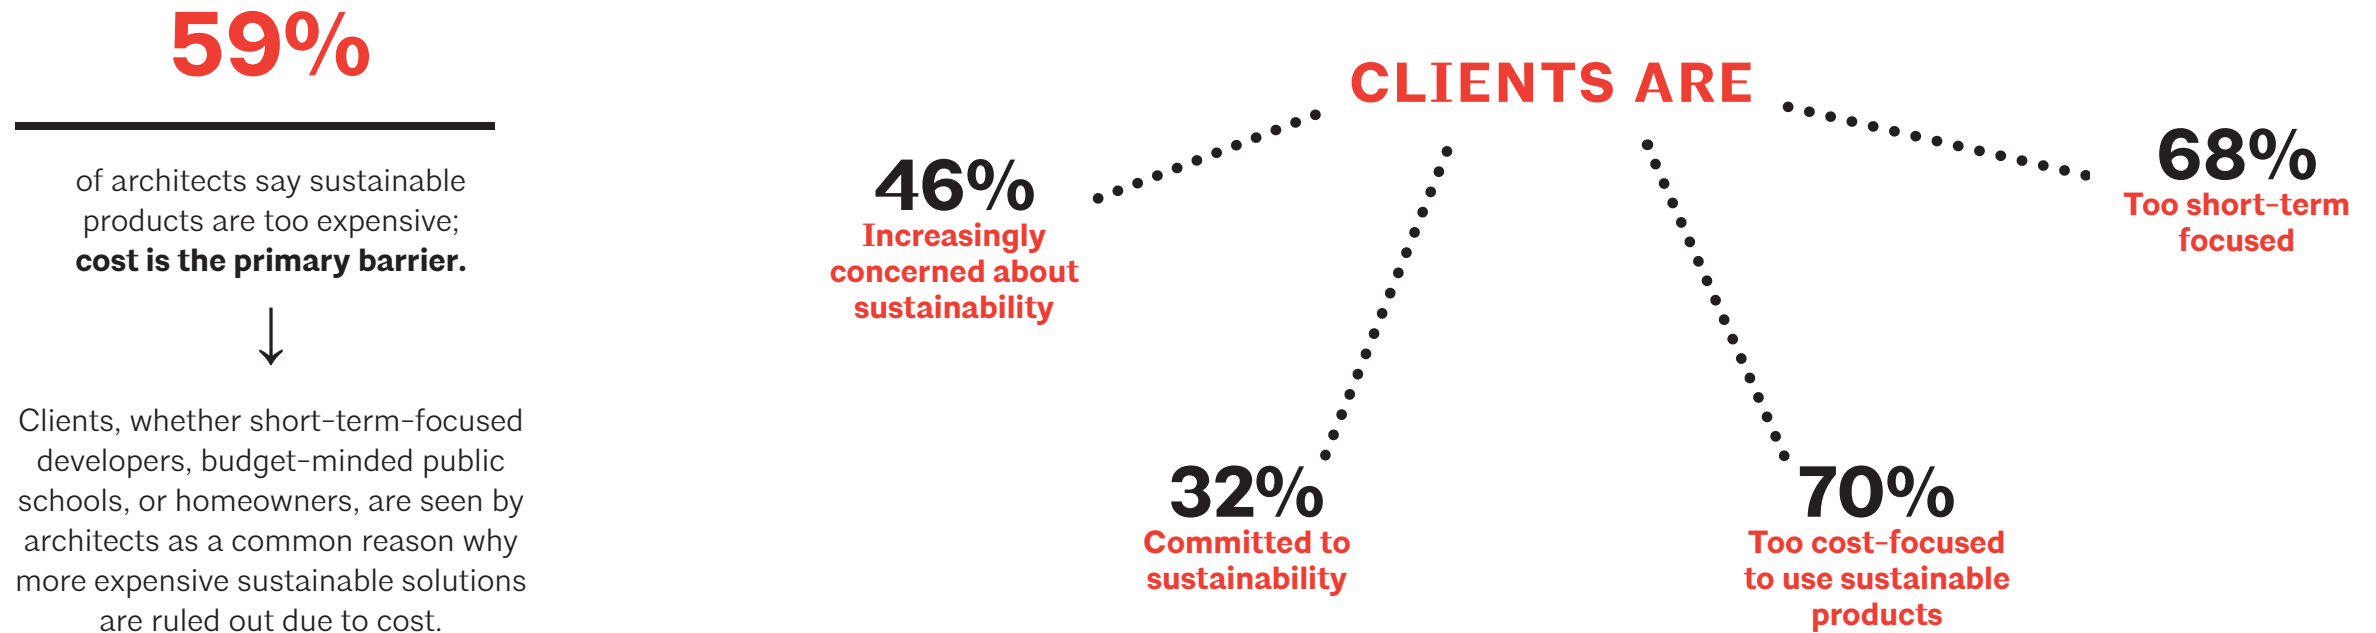 59%
of architects say sustainable
products are too expensive;
cost is the primary barrier.
↓
Clients, whether short-term-focused
developers, budget-minded public
schools, or homeowners, are seen by
architects as a common reason why
more expensive sustainable solutions
are ruled out due to cost.
CLIENTS ARE
46%
Increasingly
concerned about
sustainability
32%
Committed to
sustainability
70%
Too cost-focused
to use sustainable
products
68%
Too short-term
focused